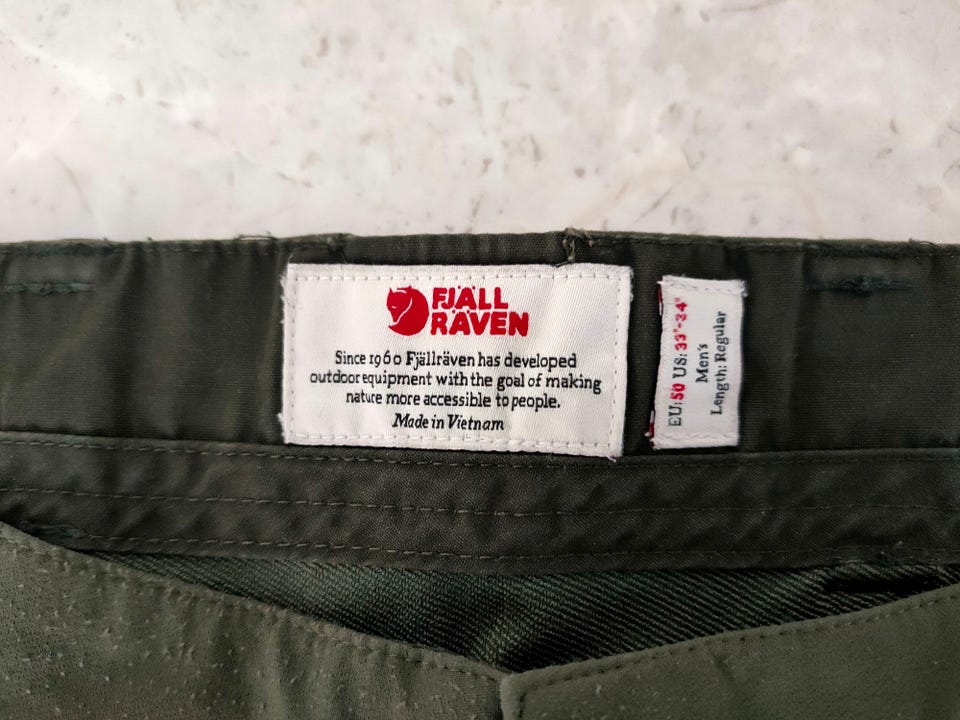 FJÄLL
RÄVEN
Since 1960 Fjällräven has developed
outdoor equipment with the goal of making
nature more accessible to people.
Made in Vietnam
EU: 50 US: 33"-34"
Men's
Length: Regular